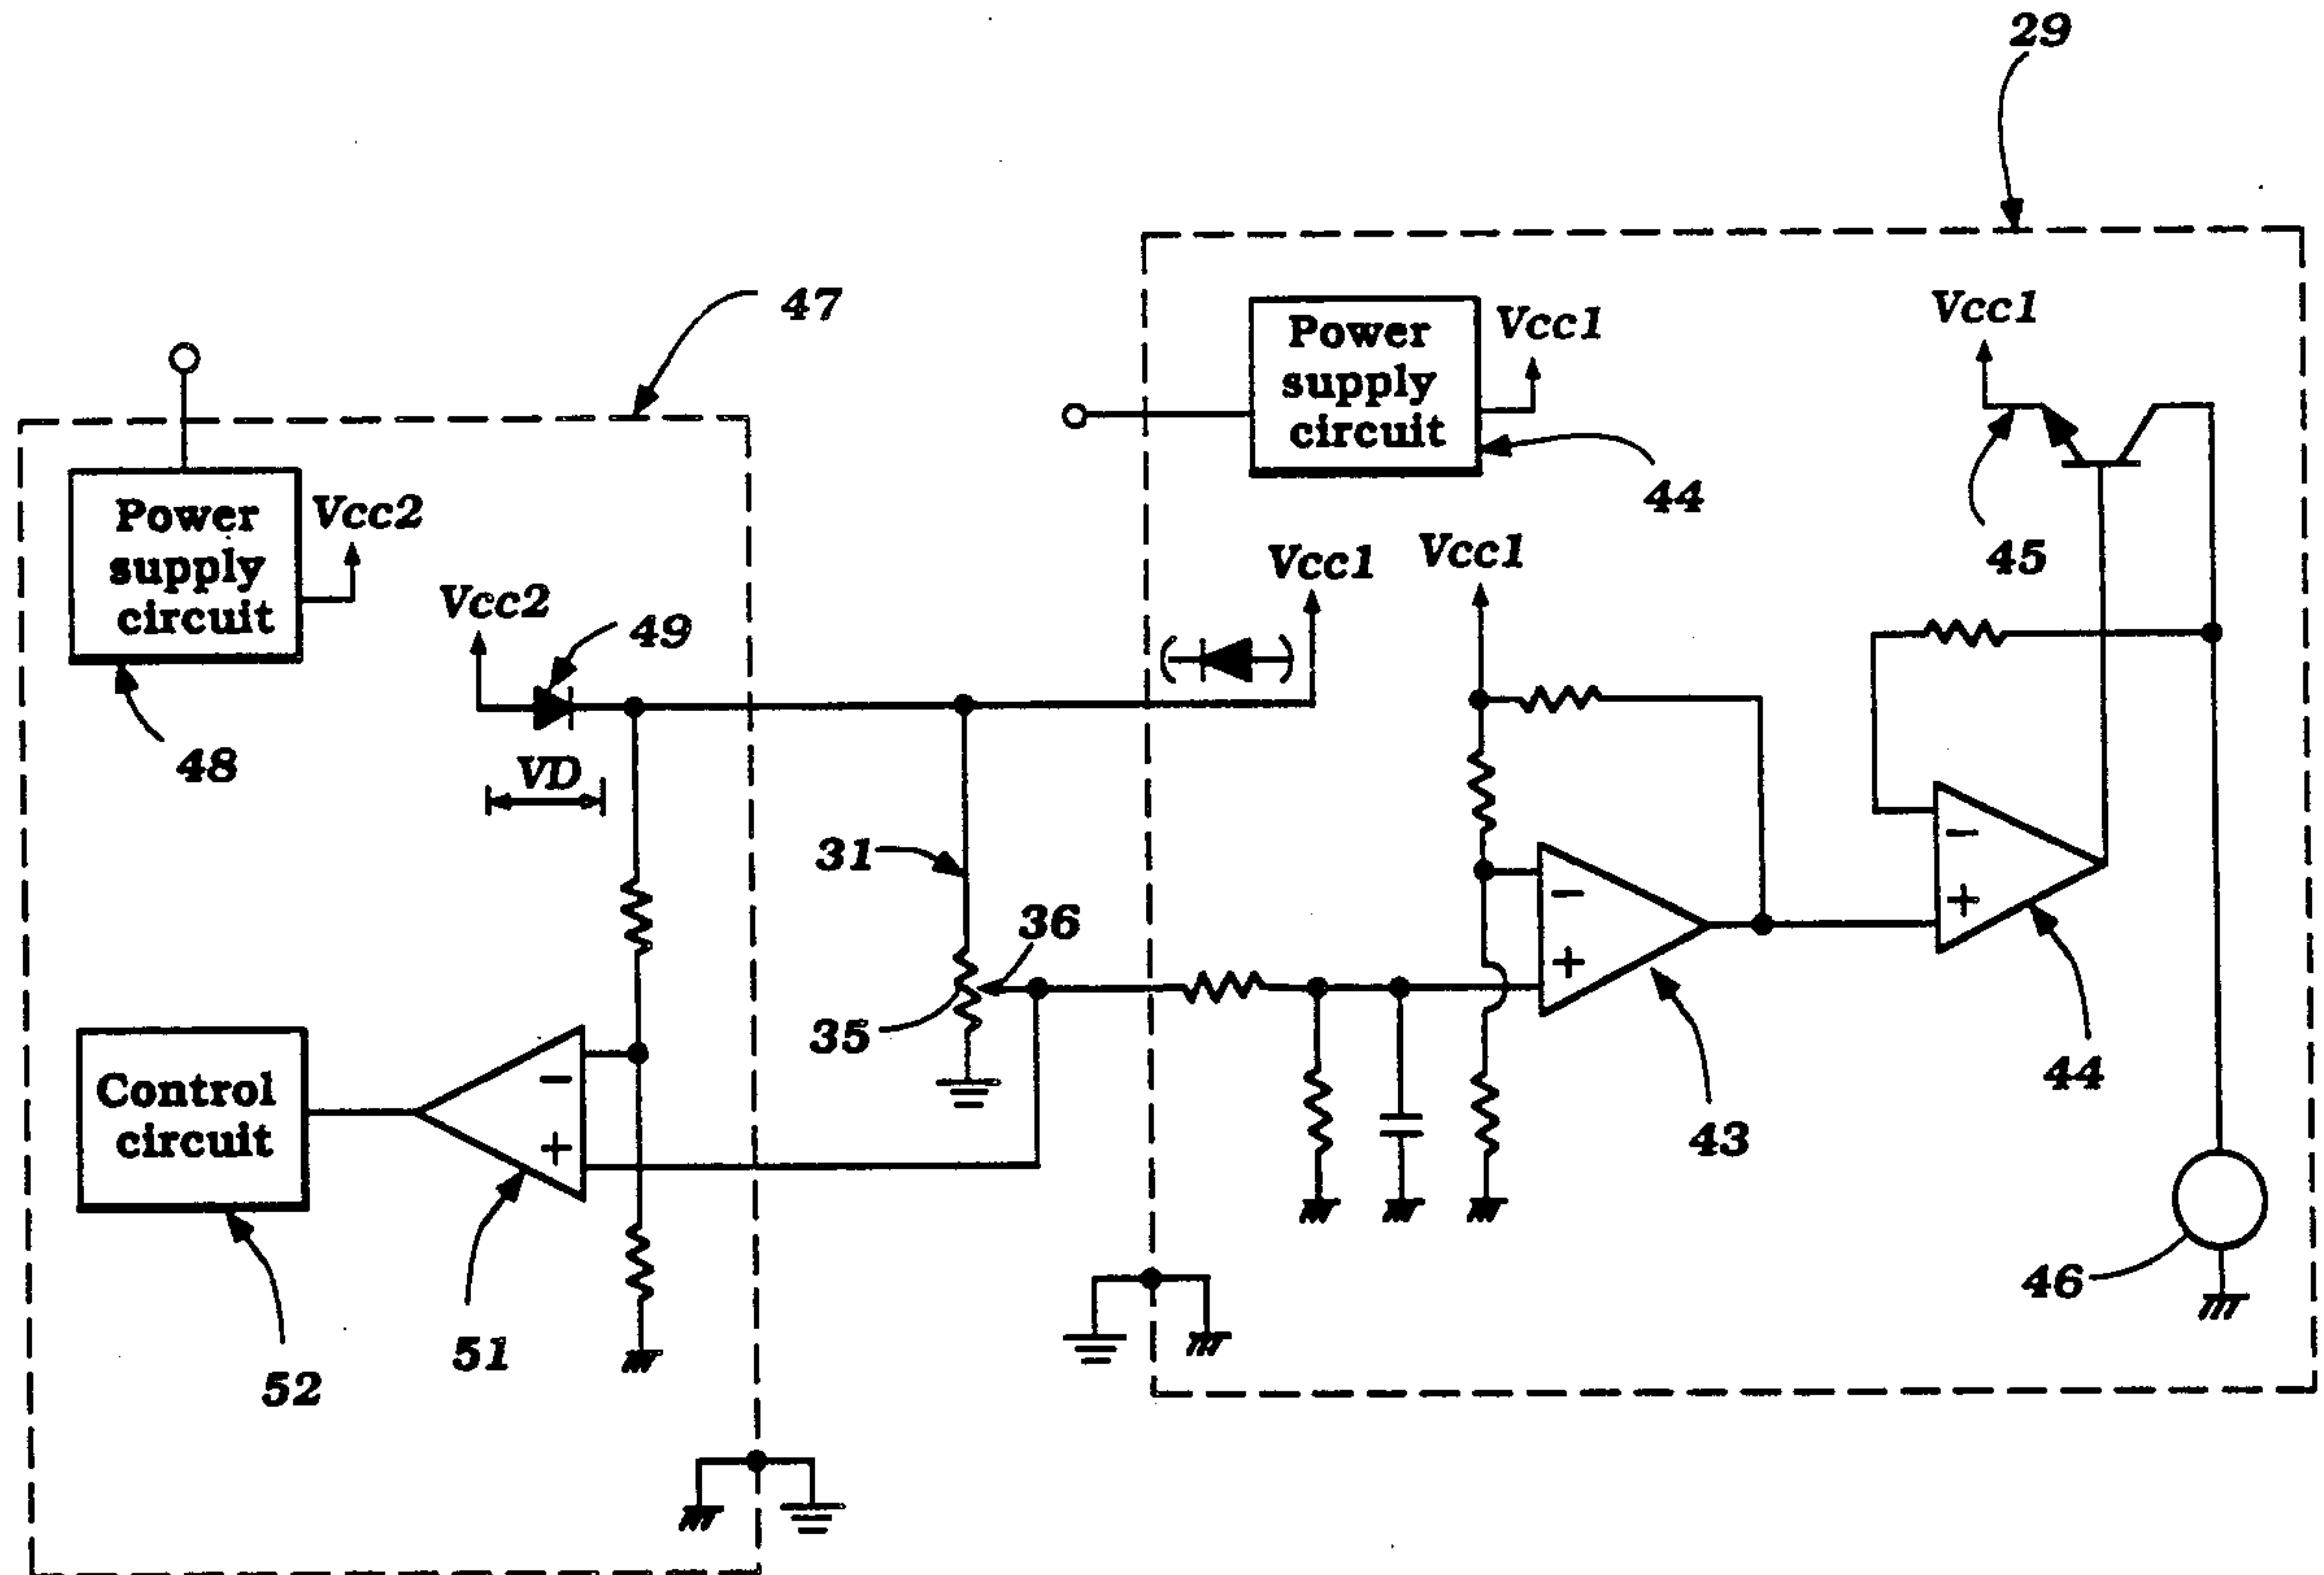 29
47
Power
supply
circuit
Vcc1
Vcc1
44
45
Power
supply
circuit
Vcc2
48
Vcc2
49
VD
Vcc1
Vcc1
31
36
35
-
+
43
-
+
44
46
Control
circuit
-
+
51
52